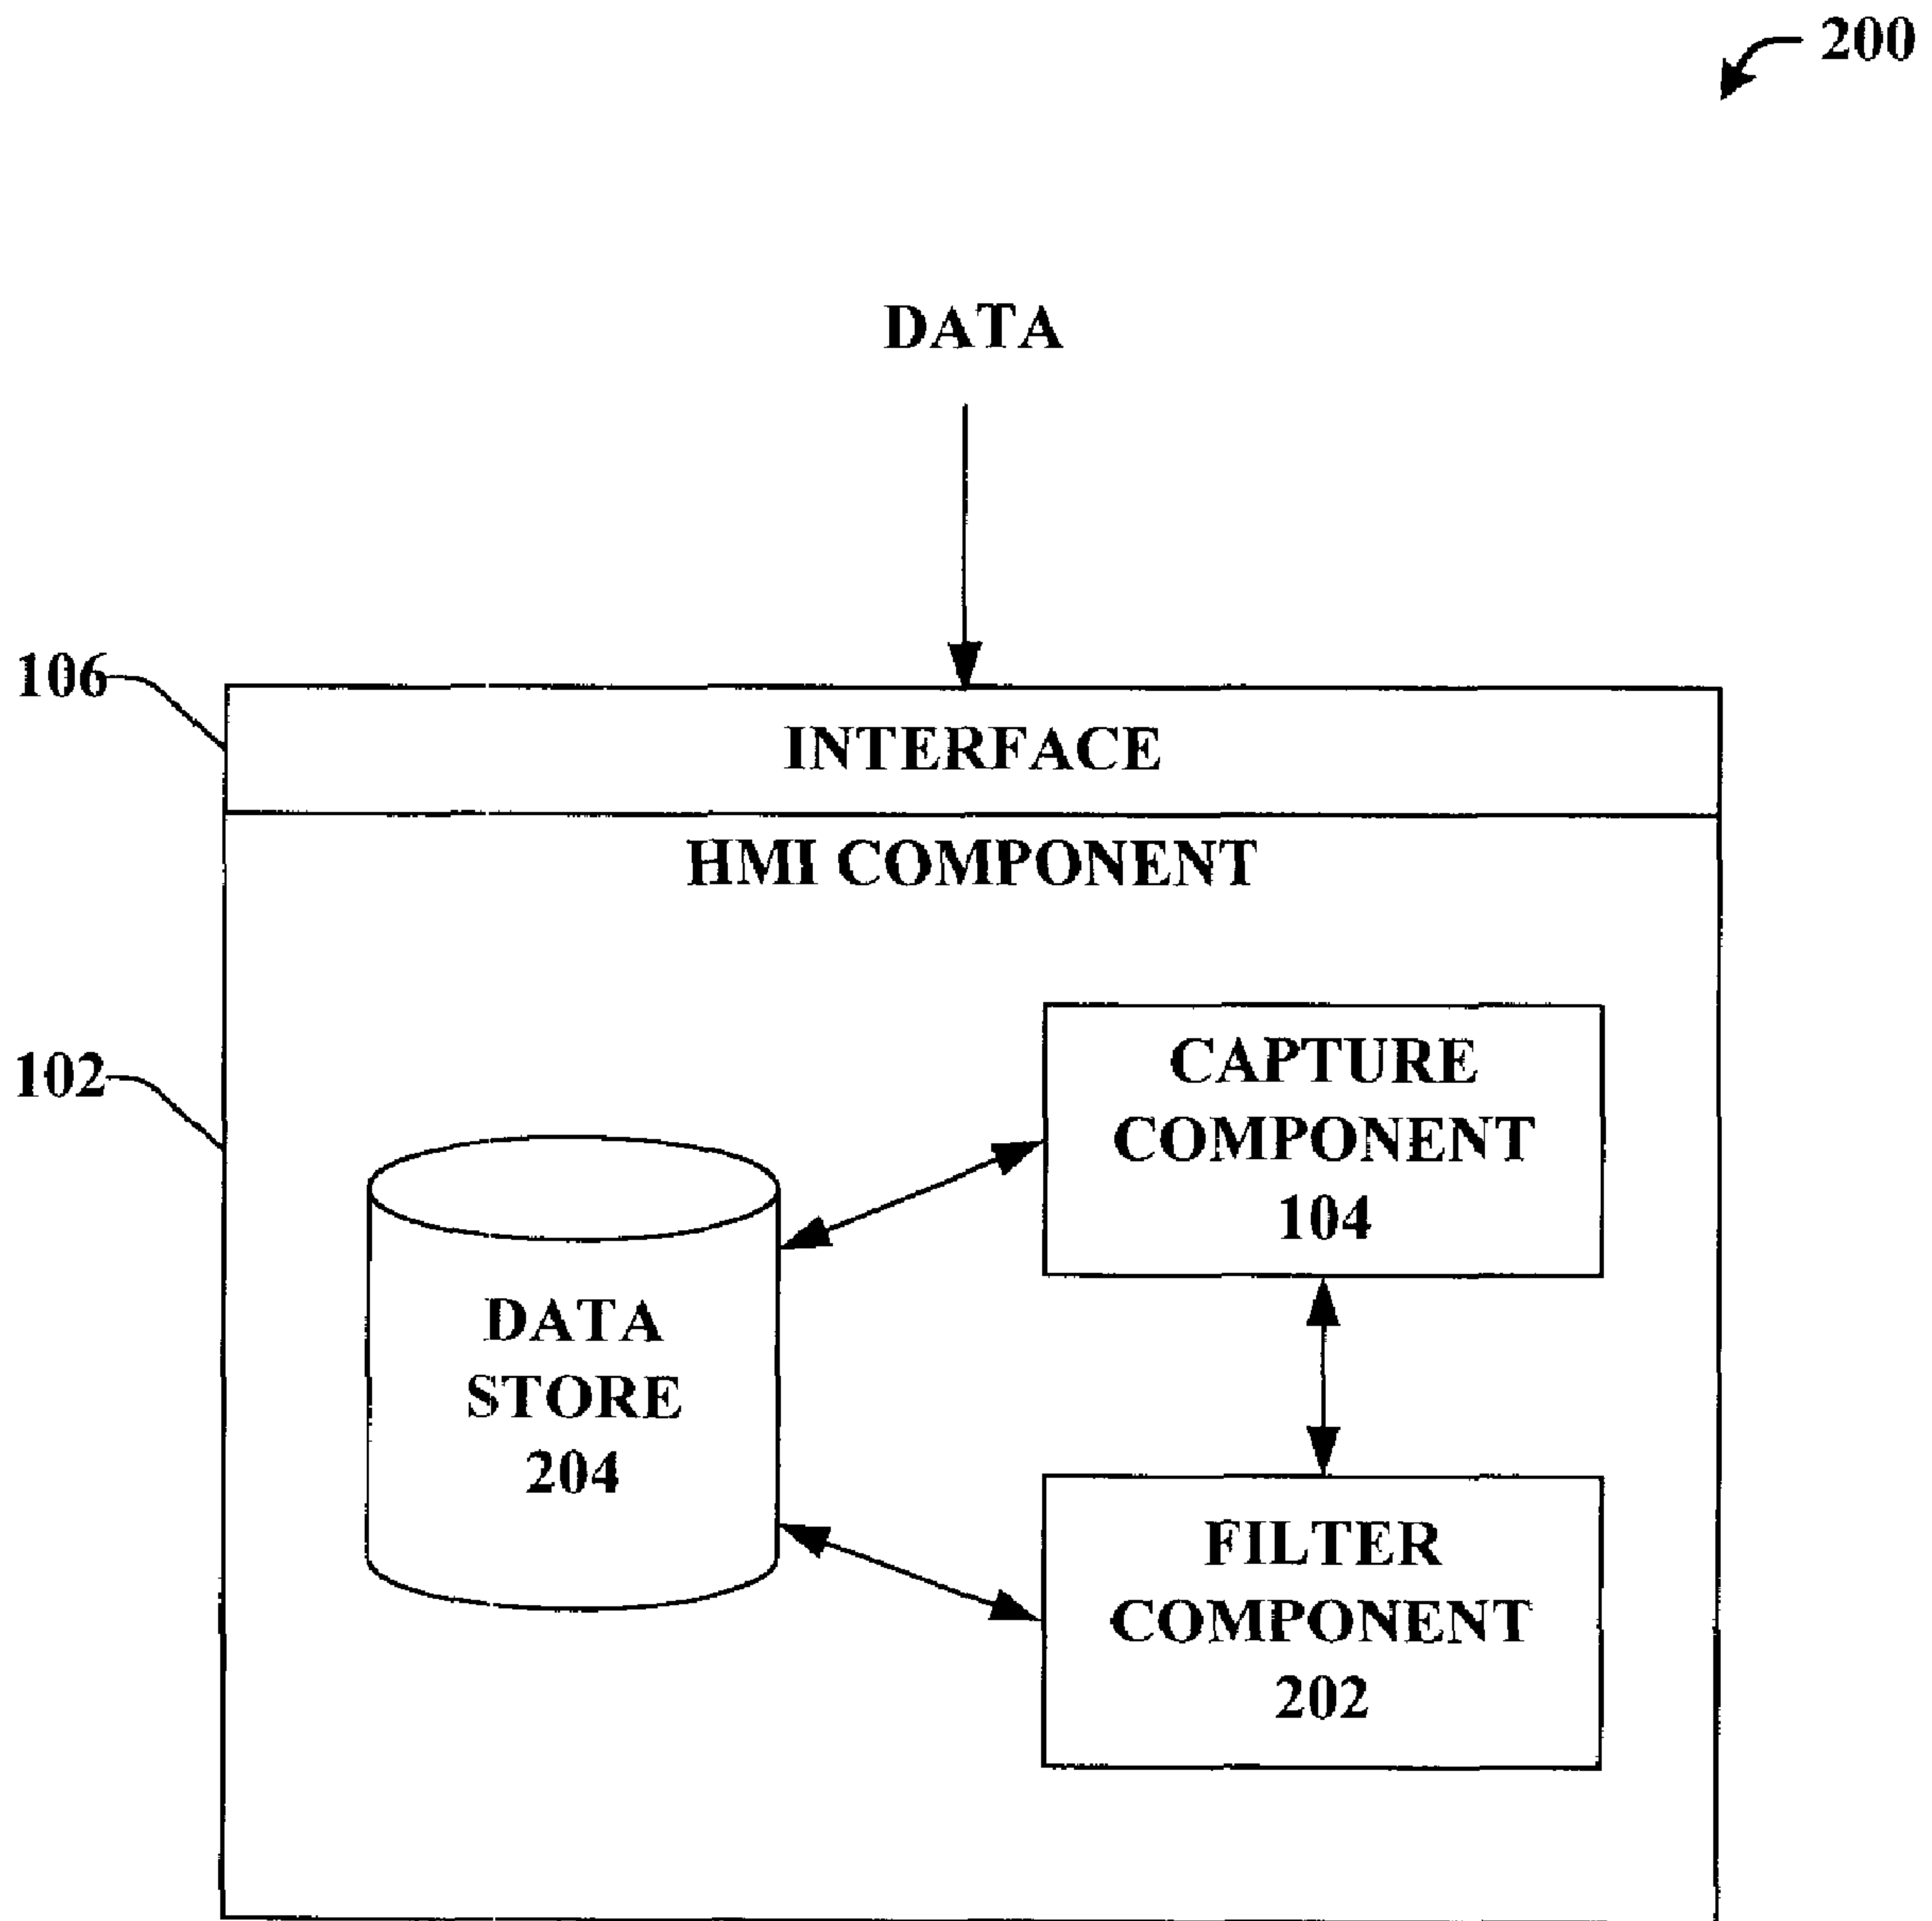 200
DATA
106
INTERFACE
HMI COMPONENT
102
CAPTURE
COMPONENT
104
DATA
STORE
204
FILTER
COMPONENT
202